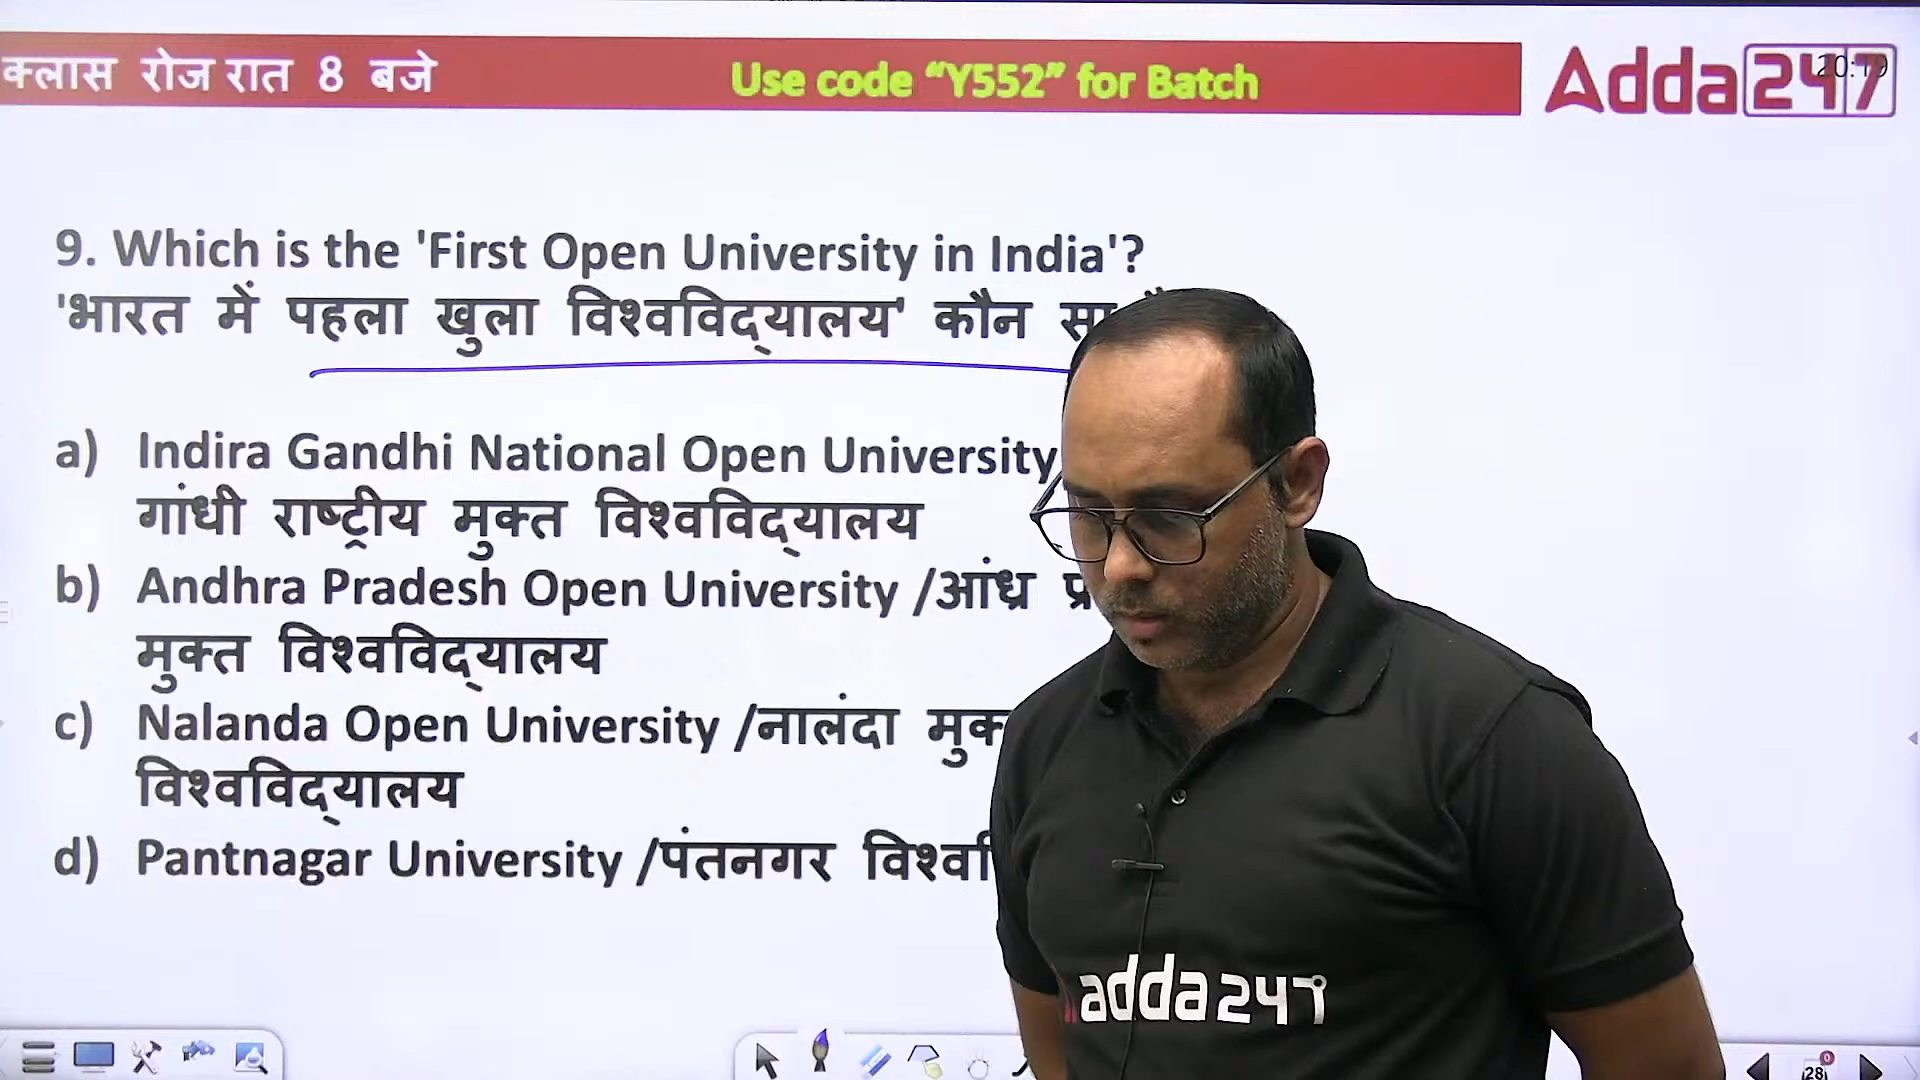 क्लास रोज रात 8 बजे
Use code “Y552” for Batch
Adda247
20:19
9. Which is the 'First Open University in India'?
'भारत में पहला खुला विश्वविद्यालय' कौन सा
a) Indira Gandhi National Open University
गांधी राष्ट्रीय मुक्त विश्वविद्यालय
b) Andhra Pradesh Open University /आंध्र
मुक्त विश्वविद्यालय
c) Nalanda Open University /नालंदा
विश्वविद्यालय
d) Pantnagar University /पंतनगर
adda247
28
0